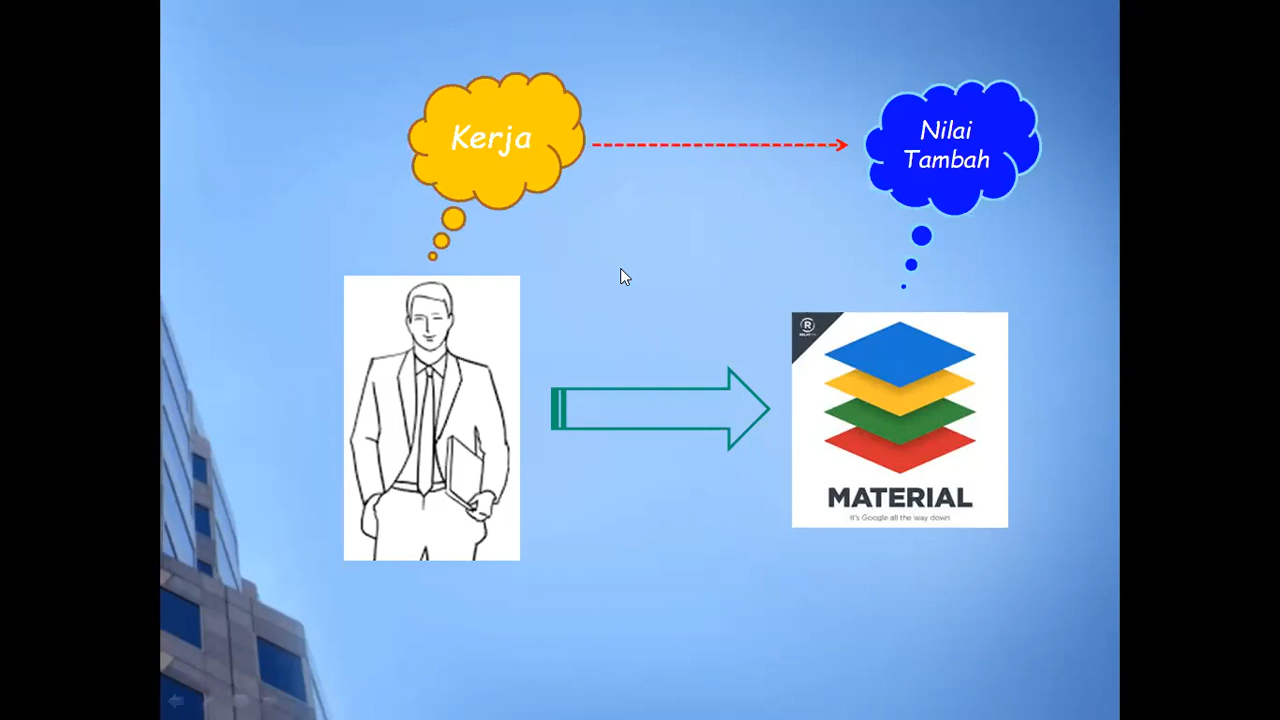 Kerja
Nilai
Tambah
R
MATERIAL
It's Google all the way down